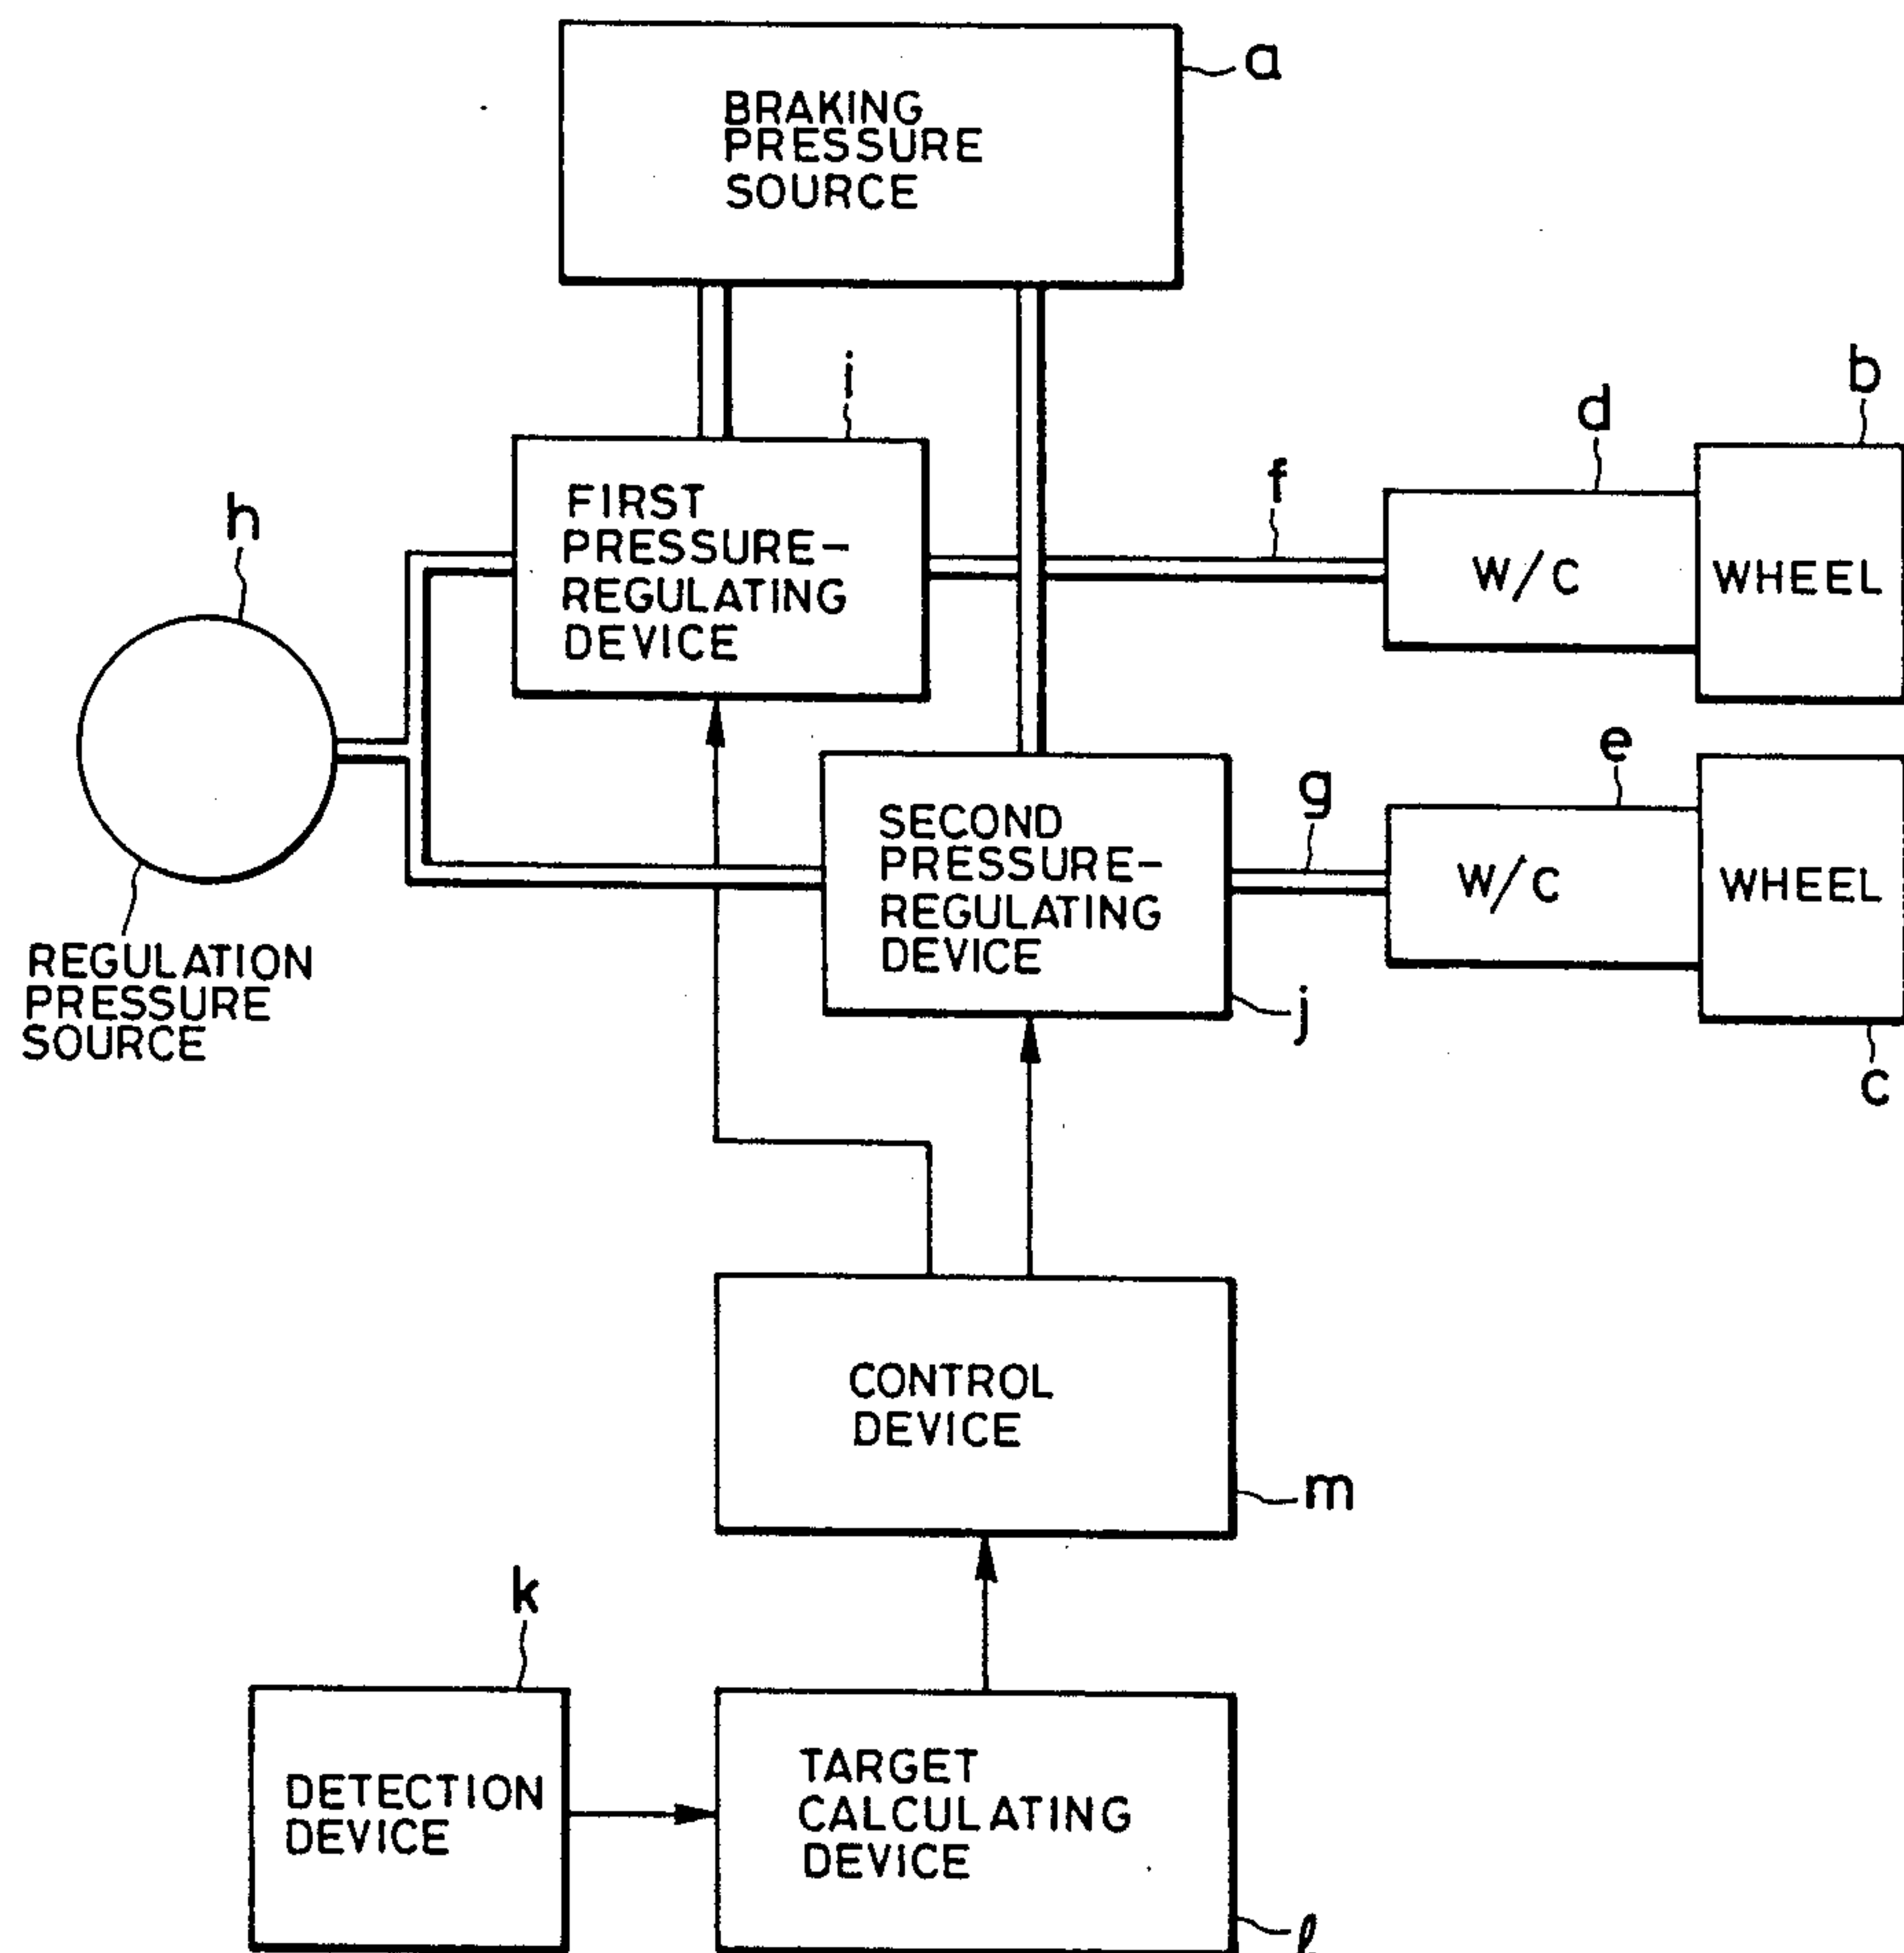 a
BRAKING
PRESSURE
SOURCE
i
b
d
f
h
FIRST
PRESSURE-
REGULATING
DEVICE
W/C
WHEEL
e
g
SECOND
PRESSURE-
REGULATING
DEVICE
W/C
WHEEL
REGULATION
PRESSURE
SOURCE
j
c
CONTROL
DEVICE
m
k
DETECTION
DEVICE
TARGET
CALCULATING
DEVICE
l